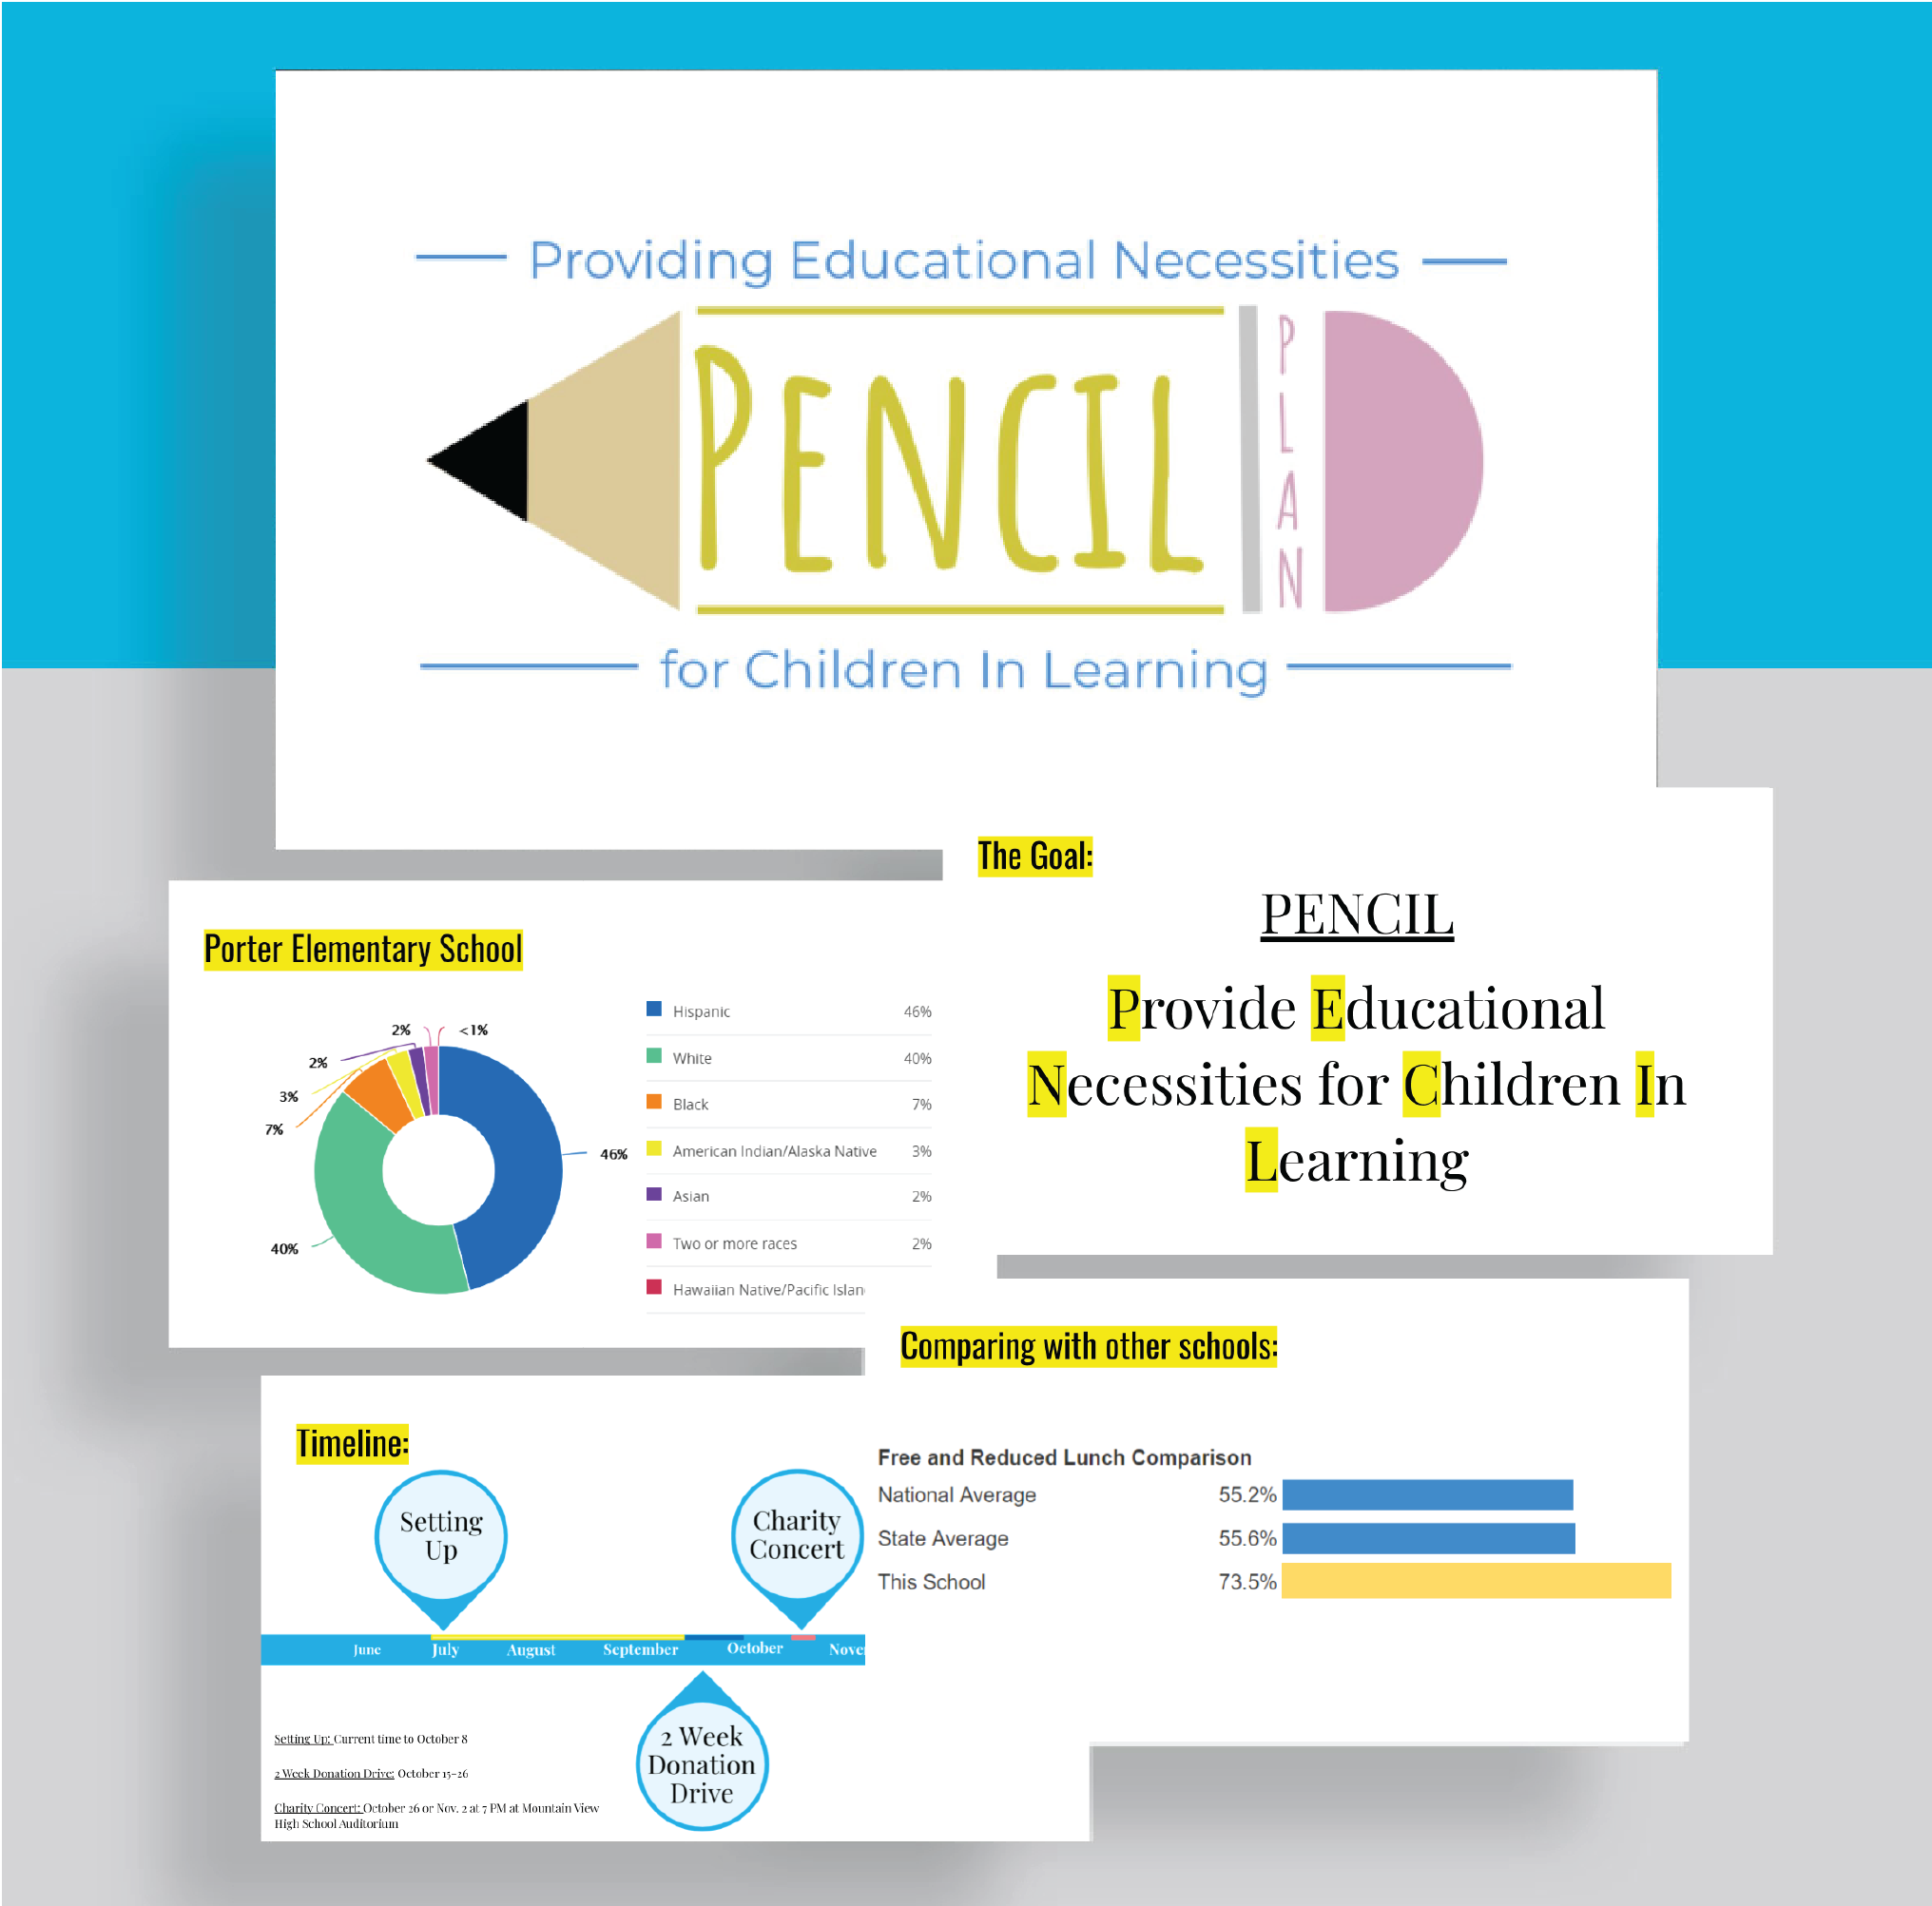 Providing Educational Necessities
PENCIL
PLAN
for Children In Learning
The Goal:
PENCIL
Provide Educational
Necessities for Children In
Learning
Porter Elementary School
2%
<1%
2%
3%
7%
46%
40%
Hispanic 46%
White 40%
Black 7%
American Indian/Alaska Native 3%
Asian 2%
Two or more races 2%
Hawaiian Native/Pacific Islan
Comparing with other schools:
Free and Reduced Lunch Comparison
National Average 55.2%
State Average 55.6%
This School 73.5%
Timeline:
Setting
Up
Charity
Concert
June July August September October Nove
2 Week
Donation
Drive
Setting Up: Current time to October 8
2 Week Donation Drive: October 15-26
Charity Concert: October 26 or Nov. 2 at 7 PM at Mountain View
High School Auditorium